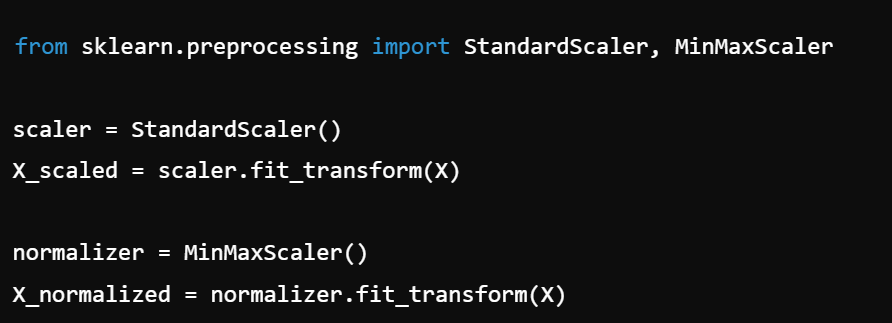 from sklearn.preprocessing import StandardScaler, MinMaxScaler
scaler = StandardScaler()
X_scaled = scaler.fit_transform(X)
normalizer = MinMaxScaler()
X_normalized = normalizer.fit_transform(X)